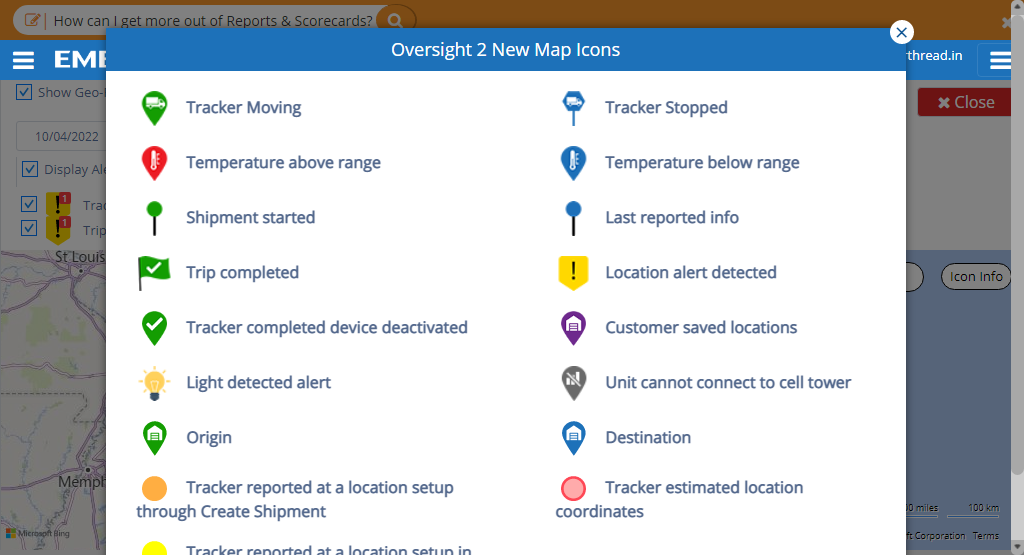 How can I get more out of Reports & Scorecards?
Oversight 2 New Map Icons
EME
rthread.in
Show Geo-
Close
10/04/2022
Display Ale
1
Trac
1
Trip
Tracker Moving
Tracker Stopped
Temperature above range
Temperature below range
Shipment started
Last reported info
Trip completed
Location alert detected
Tracker completed device deactivated
Customer saved locations
Light detected alert
Unit cannot connect to cell tower
Origin
Destination
Tracker reported at a location setup
through Create Shipment
Tracker estimated location
coordinates
Tracker reported at a location setup in
St Louis
Icon Info
Memph
Microsoft Bing
miles
100 km
ft Corporation
Terms